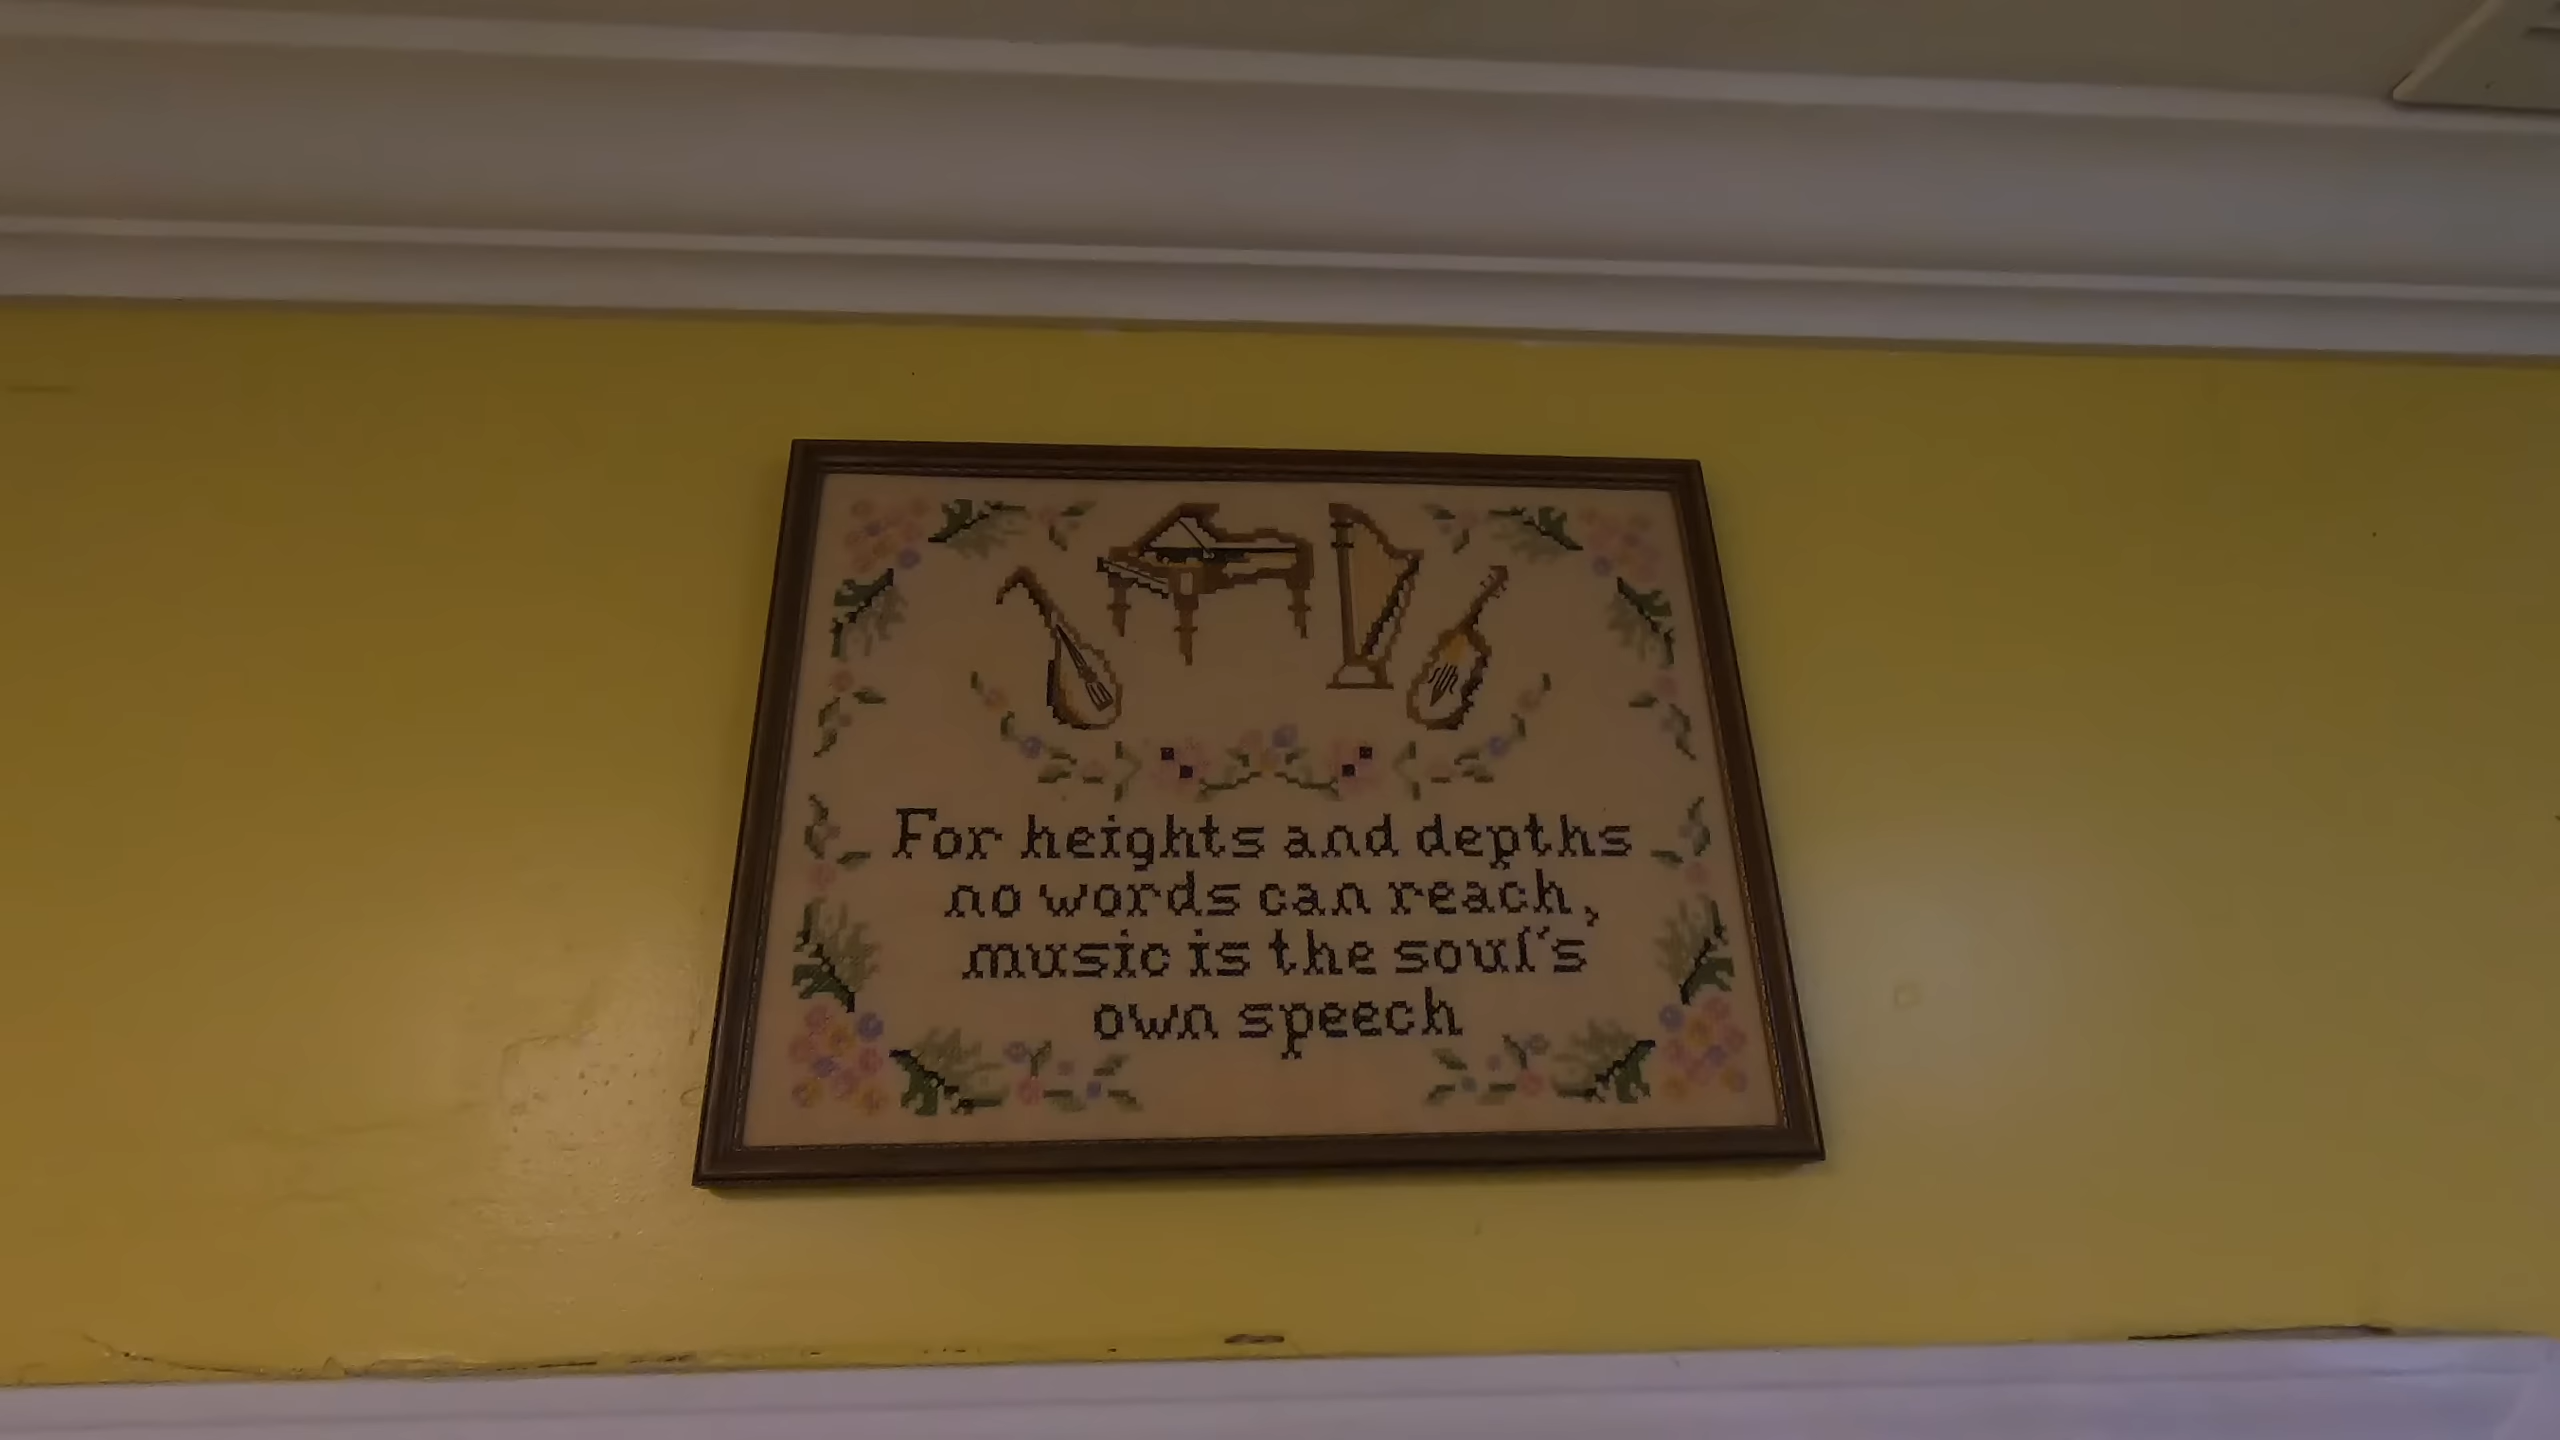 For heights and depths
no words can reach,
music is the soul's
own speech